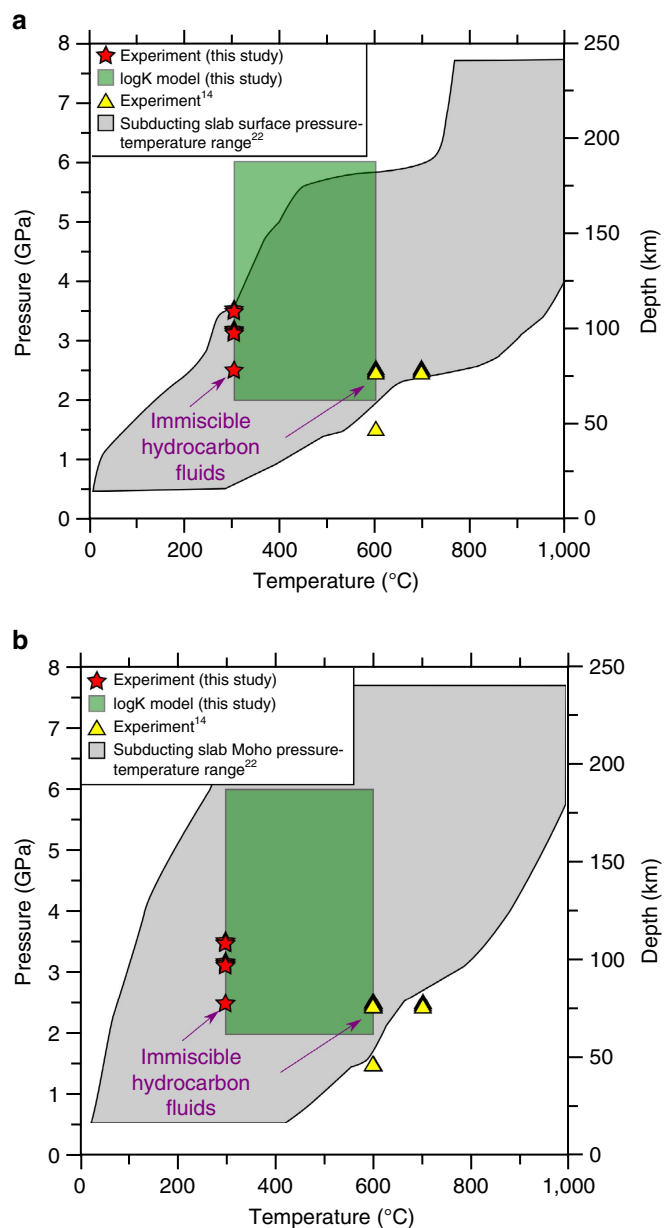 a
Experiment (this study)
logK model (this study)
Experiment14
Subducting slab surface pressure-
temperature range22
8
7
6
5
4
3
2
1
0
Pressure (GPa)
250
200
150
100
50
0
Depth (km)
Immiscible
hydrocarbon
fluids
0 200 400 600 800 1,000
Temperature (°C)
b
Experiment (this study)
logK model (this study)
Experiment14
Subducting slab Moho pressure-
temperature range22
8
7
6
5
4
3
2
1
0
Pressure (GPa)
250
200
150
100
50
0
Depth (km)
Immiscible
hydrocarbon
fluids
0 200 400 600 800 1,000
Temperature (°C)